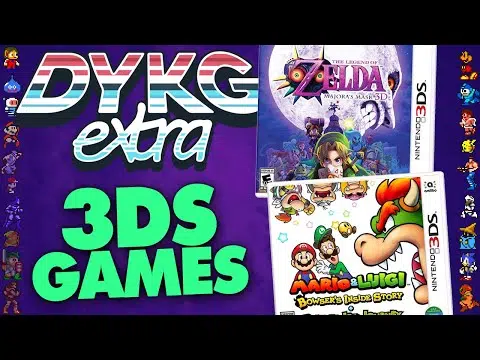 DYKG
extra
3DS
GAMES
THE LEGEND OF
ZELDA
MAJORA'S MASK 3D
NINTENDO 3DS
MARIO & LUIGI
BOWSER'S INSIDE STORY
NINTENDO 3DS